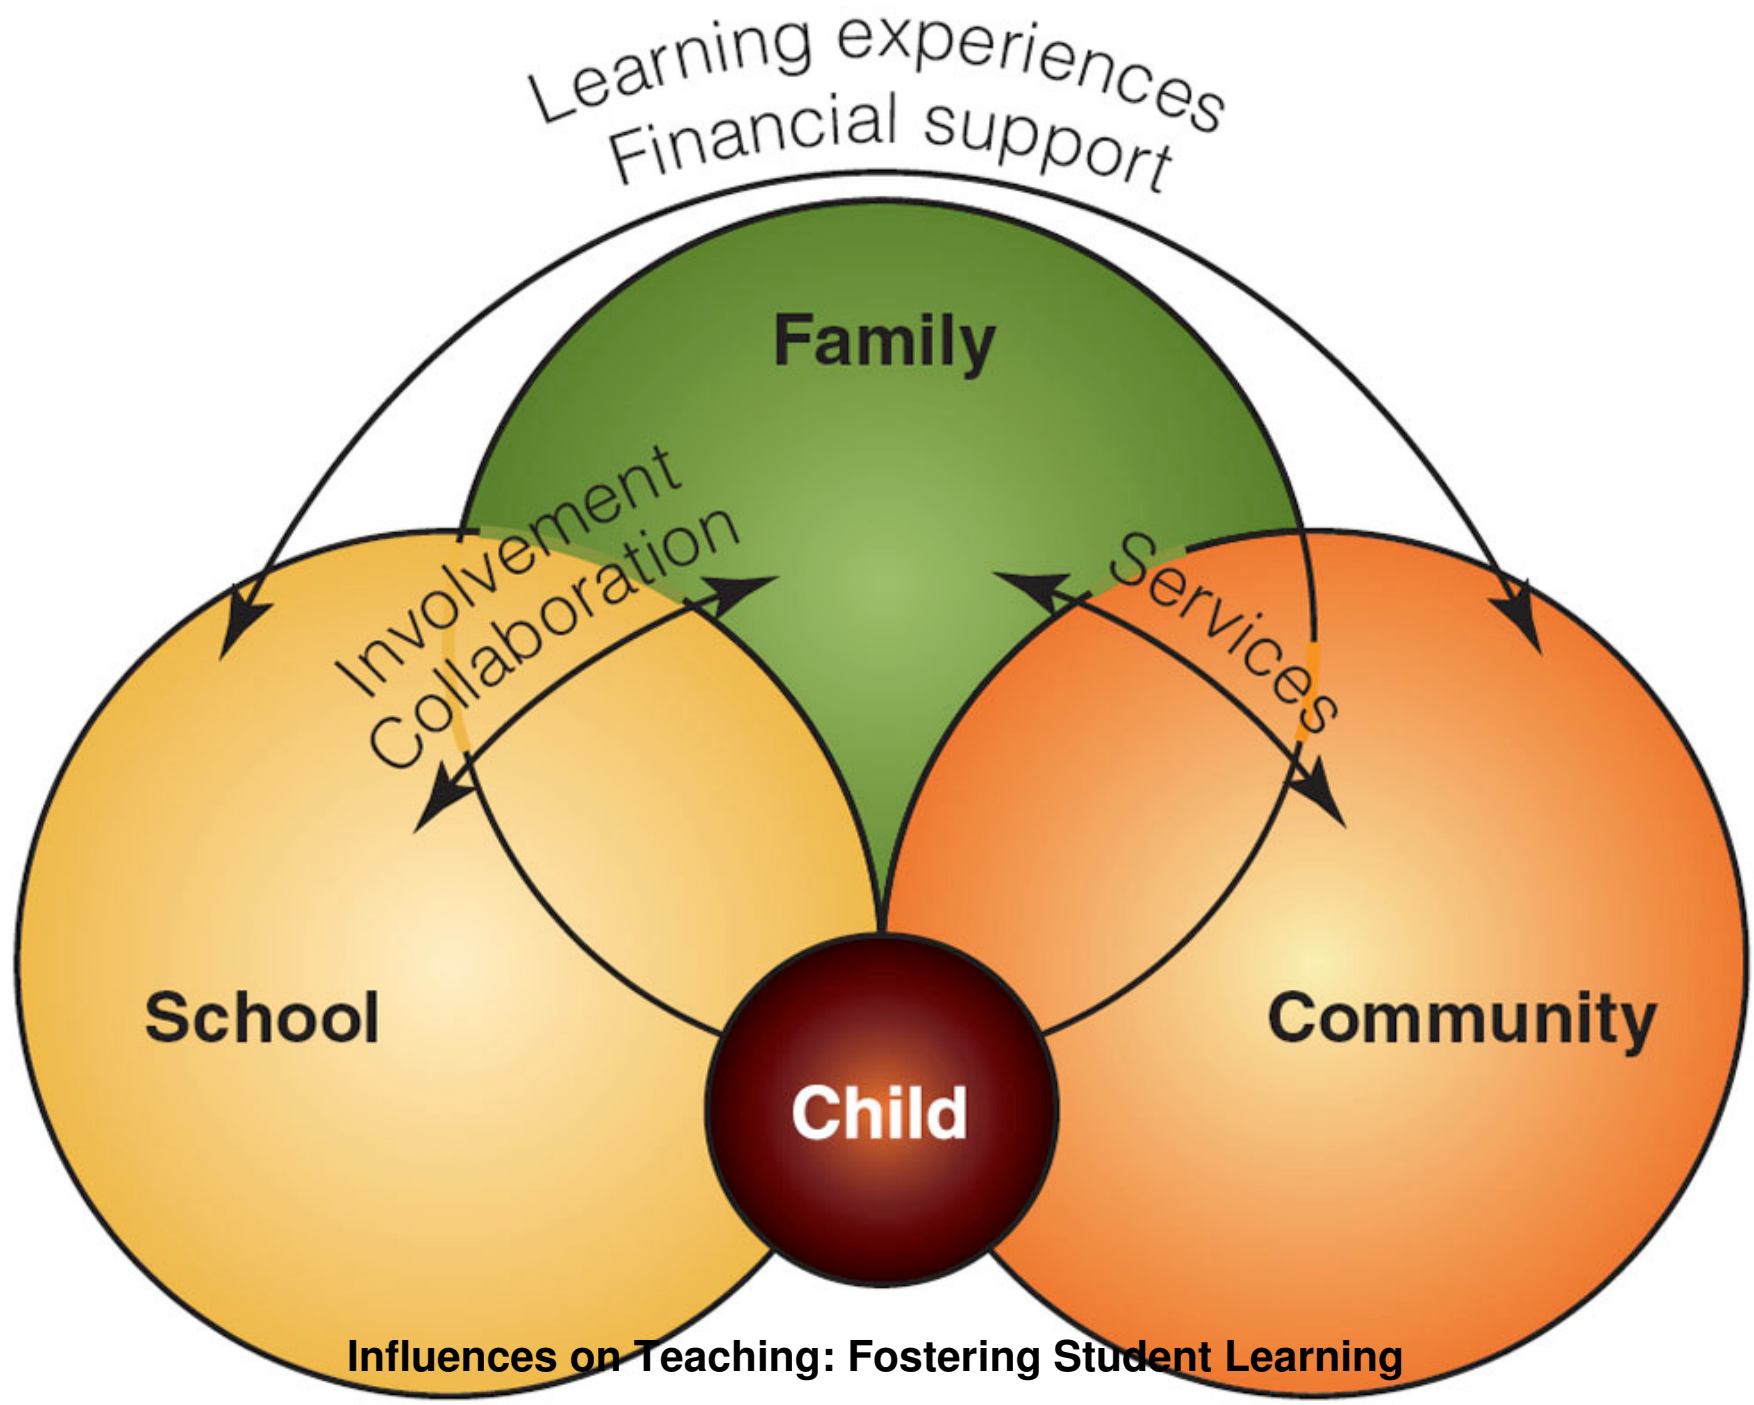 Learning experiences
Financial support
Family
Involvement
Collaboration
Services
School
Community
Child
Influences on Teaching: Fostering Student Learning